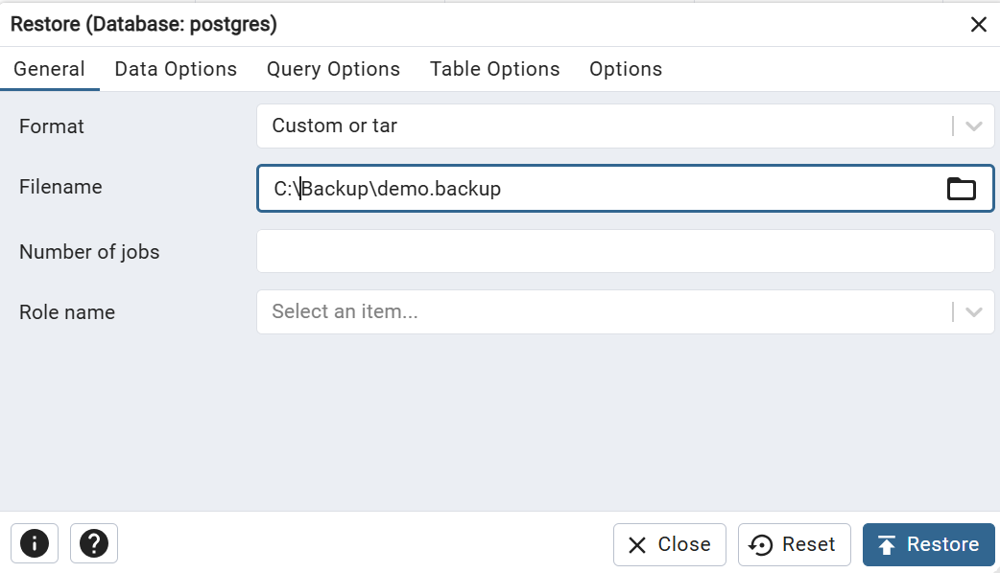 Restore (Database: postgres)
General Data Options Query Options Table Options Options
Format Custom or tar
Filename C:\Backup\demo.backup
Number of jobs
Role name Select an item...
Close Reset Restore